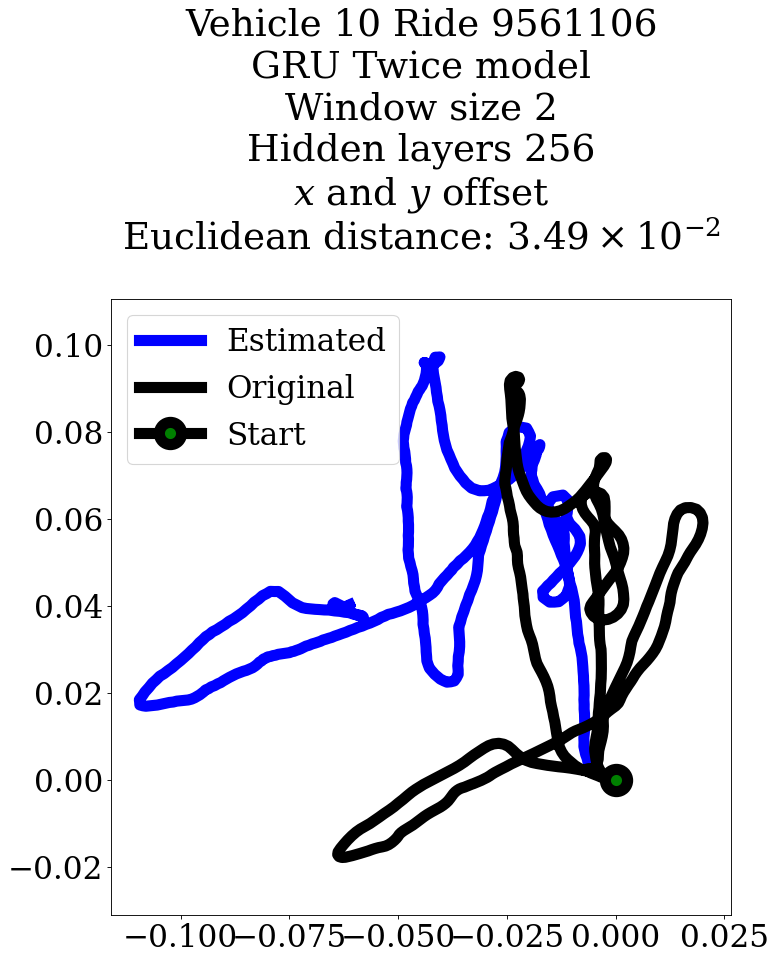 Vehicle 10 Ride 9561106
GRU Twice model
Window size 2
Hidden layers 256
x and y offset
Euclidean distance: 3.49 × 10⁻²
Estimated
Original
Start
0.10
0.08
0.06
0.04
0.02
0.00
−0.02
−0.100 −0.075 −0.050 −0.025 0.000 0.025